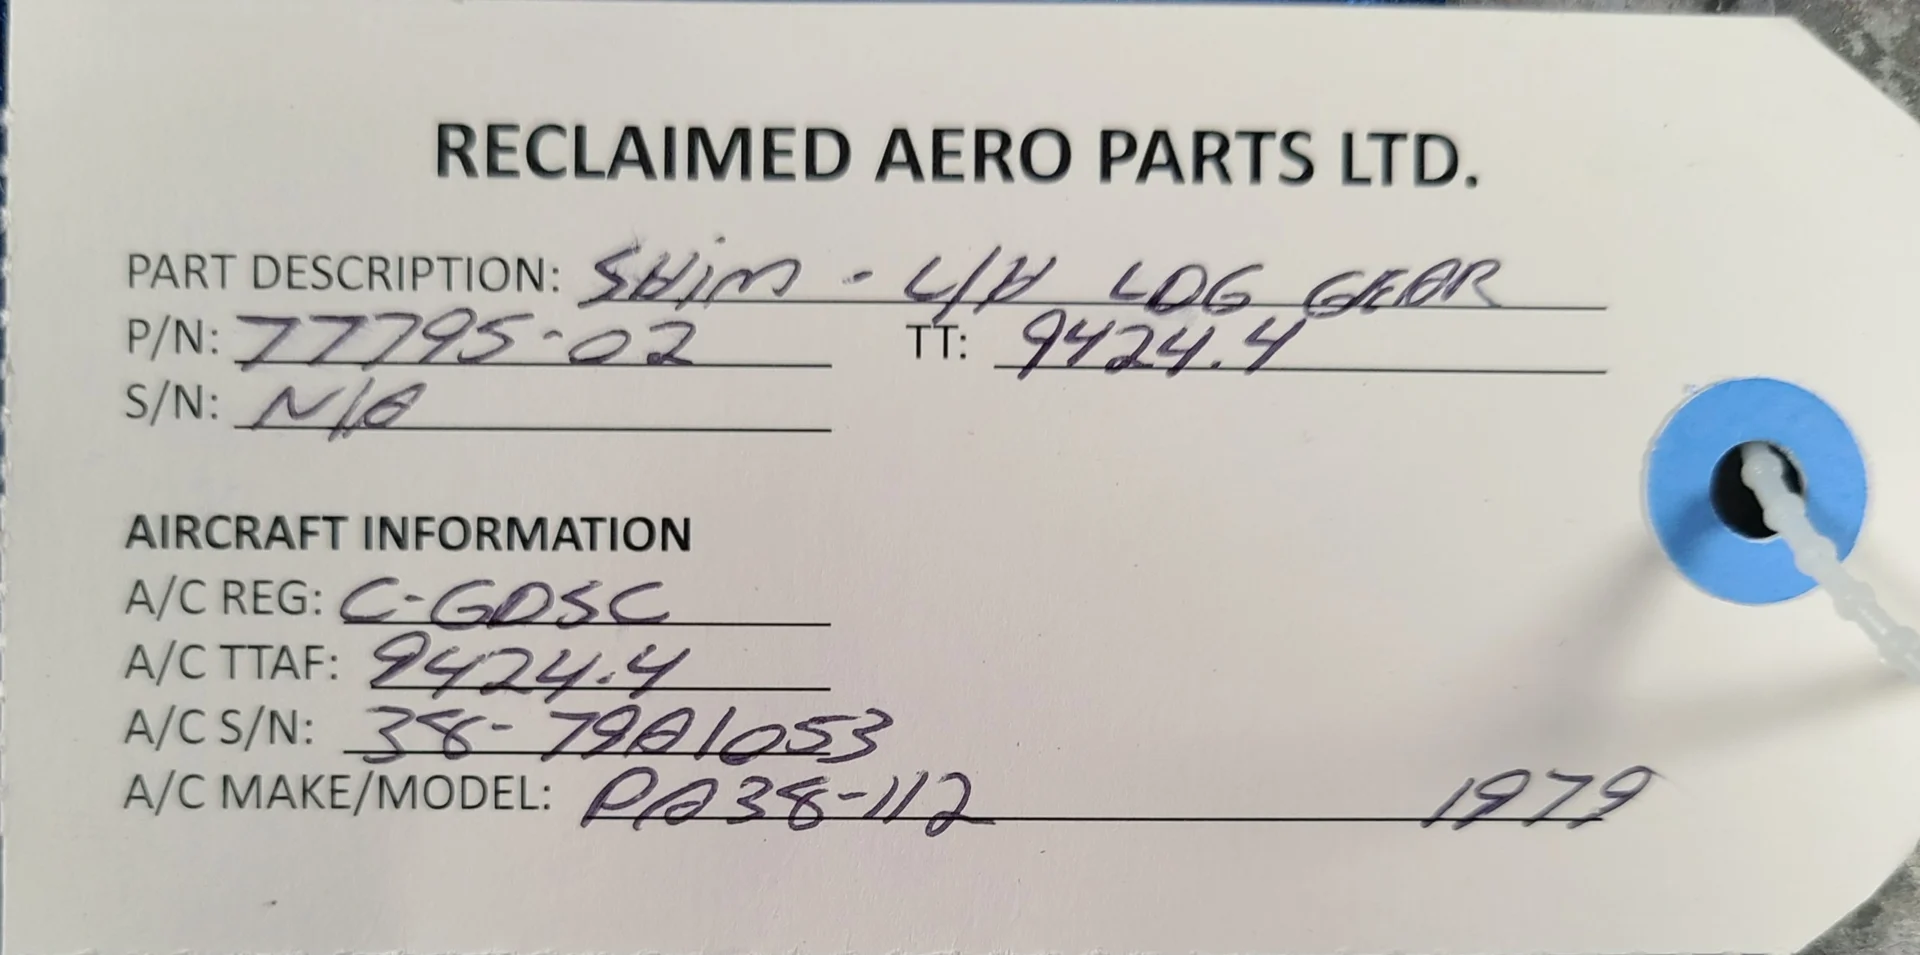 RECLAIMED AERO PARTS LTD.
PART DESCRIPTION: SHIM - L/H LDG GEAR
P/N: 77795-02 TT: 9424.4
S/N: N/A
AIRCRAFT INFORMATION
A/C REG: C-GDSC
A/C TTAF: 9424.4
A/C S/N: 38-79A1053
A/C MAKE/MODEL: PA38-112 1979